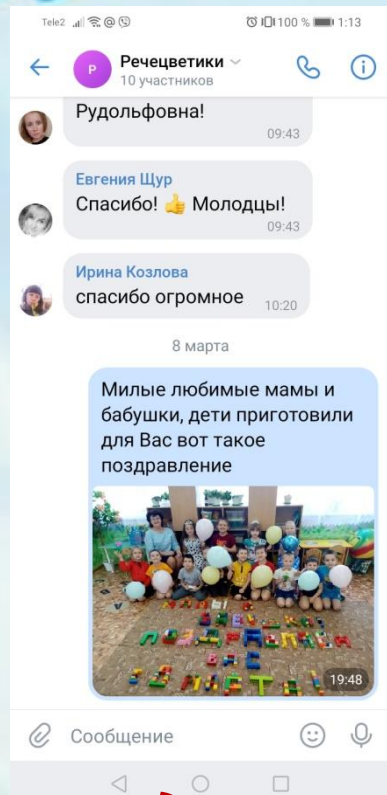 Tele2 100 % 1:13
Речецветики
10 участников
Р
Рудольфовна!
09:43
Евгения Щур
Спасибо! 👍 Молодцы!
09:43
Ирина Козлова
спасибо огромное 10:20
8 марта
Милые любимые мамы и
бабушки, дети приготовили
для Вас вот такое
поздравление
19:48
Сообщение